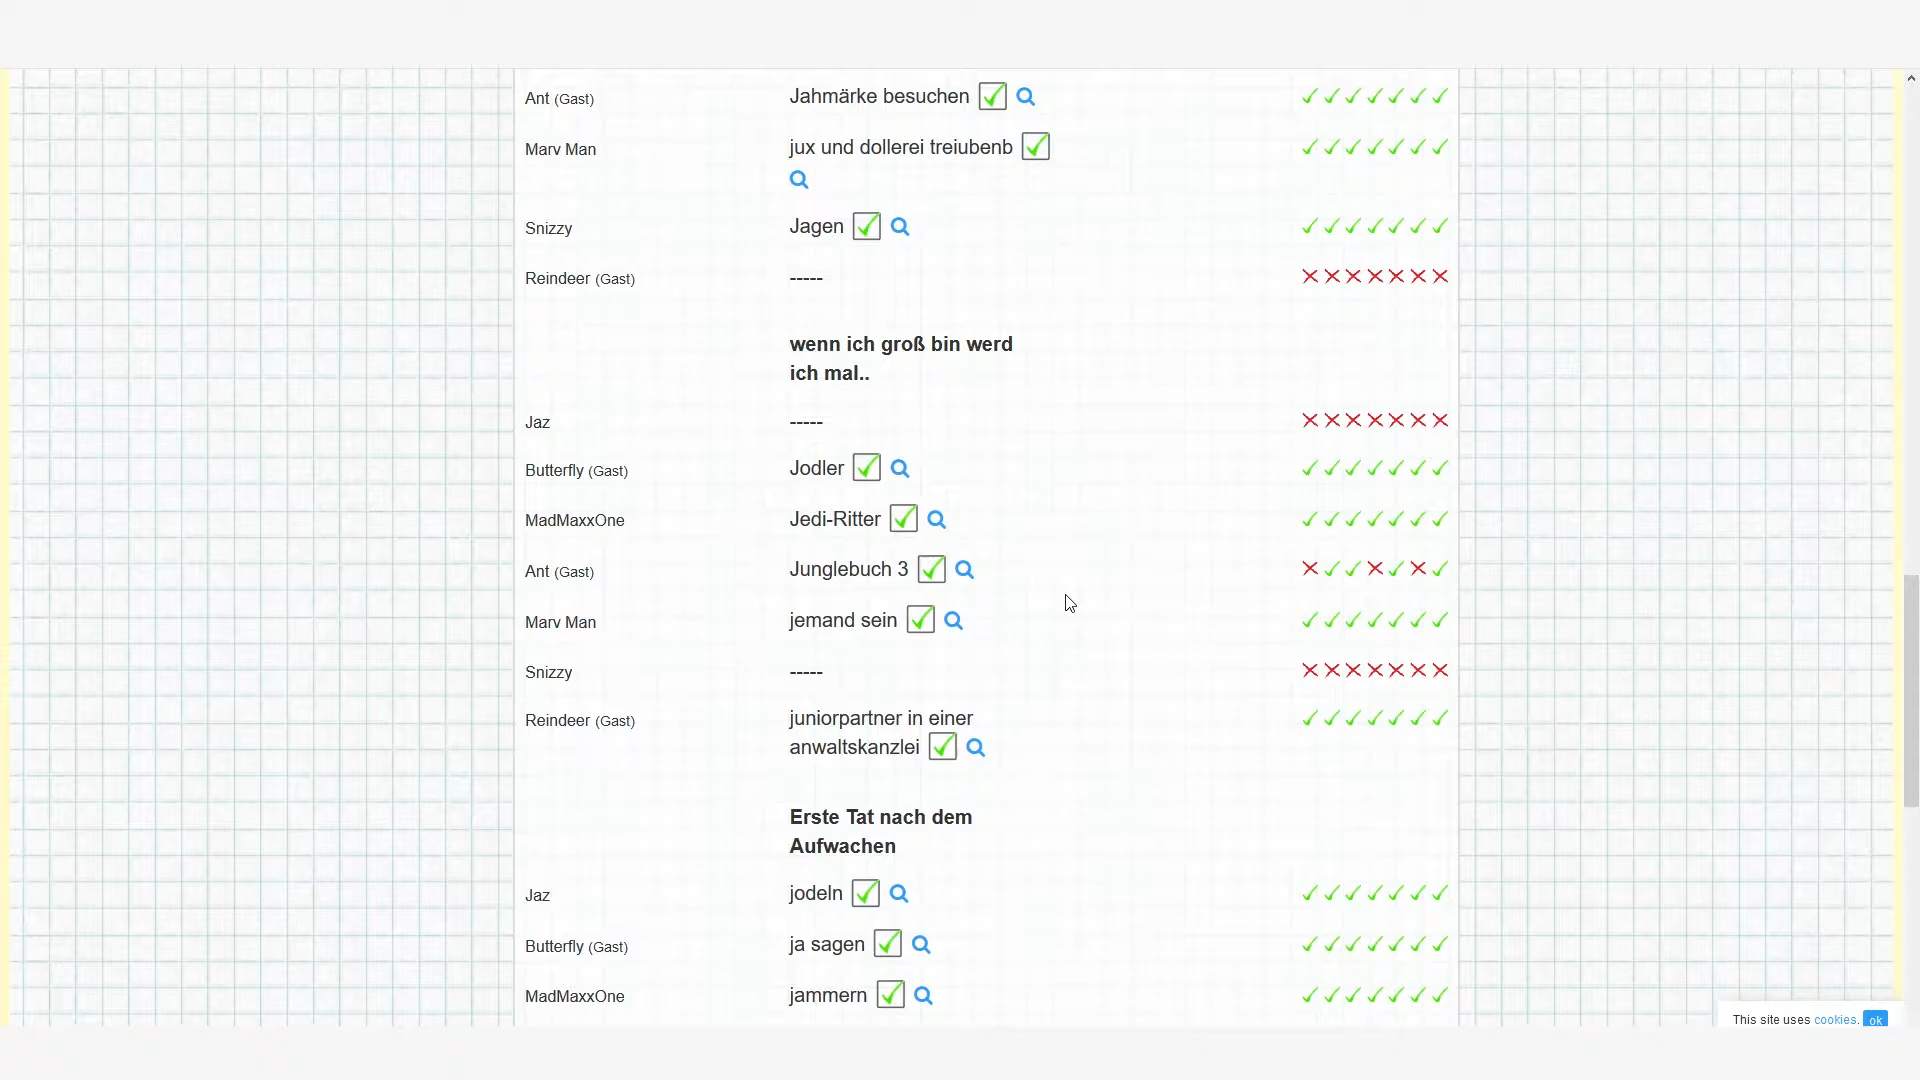 Ant (Gast) Jahmärke besuchen
Marv Man jux und dollerei treiubenb
Snizzy Jagen
Reindeer (Gast) -----
wenn ich groß bin werd
ich mal..
Jaz -----
Butterfly (Gast) Jodler
MadMaxxOne Jedi-Ritter
Ant (Gast) Junglebuch 3
Marv Man jemand sein
Snizzy -----
Reindeer (Gast) juniorpartner in einer
anwaltskanzlei
Erste Tat nach dem
Aufwachen
Jaz jodeln
Butterfly (Gast) ja sagen
MadMaxxOne jammern
This site uses cookies. ok